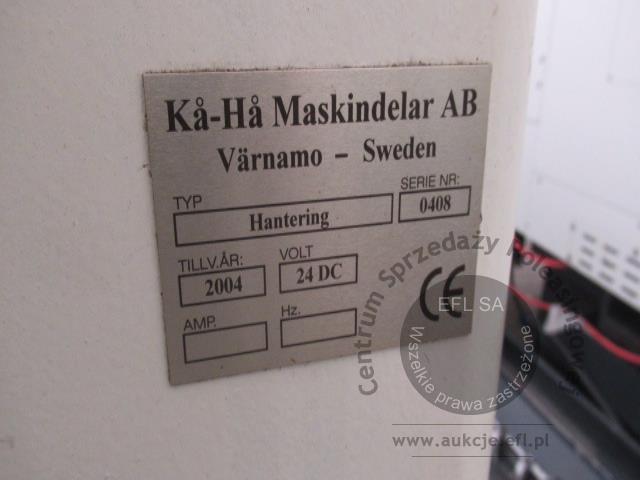 Kå-Hå Maskindelar AB
Värnamo – Sweden
TYP
SERIE NR:
Hantering
0408
TILLV.ÅR:
VOLT
2004
24 DC
AMP.
Hz.
CE
Centrum Sprzedaży Poleasingowej
EFL SA
Wszelkie prawa zastrzeżone
www.aukcje.efl.pl